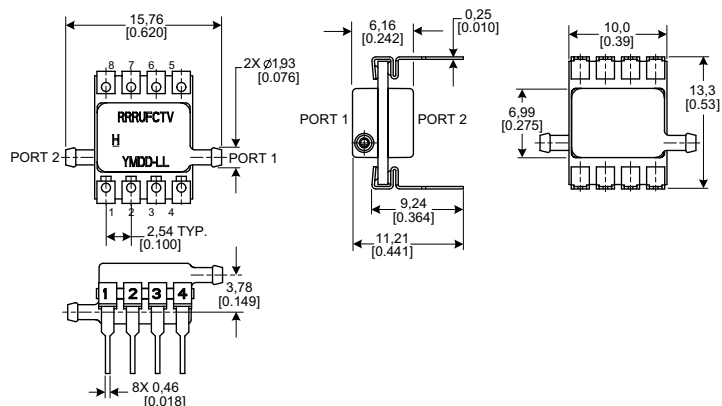 15,76
[0.620]
2X ø1,93
[0.076]
8 7 6 5
RRRUFCTV
H
YMDD-LL
PORT 2
PORT 1
1 2 3 4
2,54 TYP.
[0.100]
6,16
[0.242]
0,25
[0.010]
PORT 1
PORT 2
9,24
[0.364]
11,21
[0.441]
10,0
[0.39]
6,99
[0.275]
13,3
[0.53]
1 2 3 4
3,78
[0.149]
8X 0,46
[0.018]